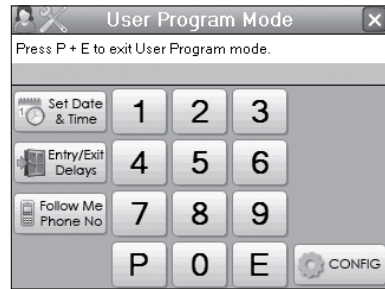 User Program Mode
Press P + E to exit User Program mode.
Set Date
& Time
1 2 3
Entry/Exit
Delays
4 5 6
Follow Me
Phone No
7 8 9
P 0 E
CONFIG